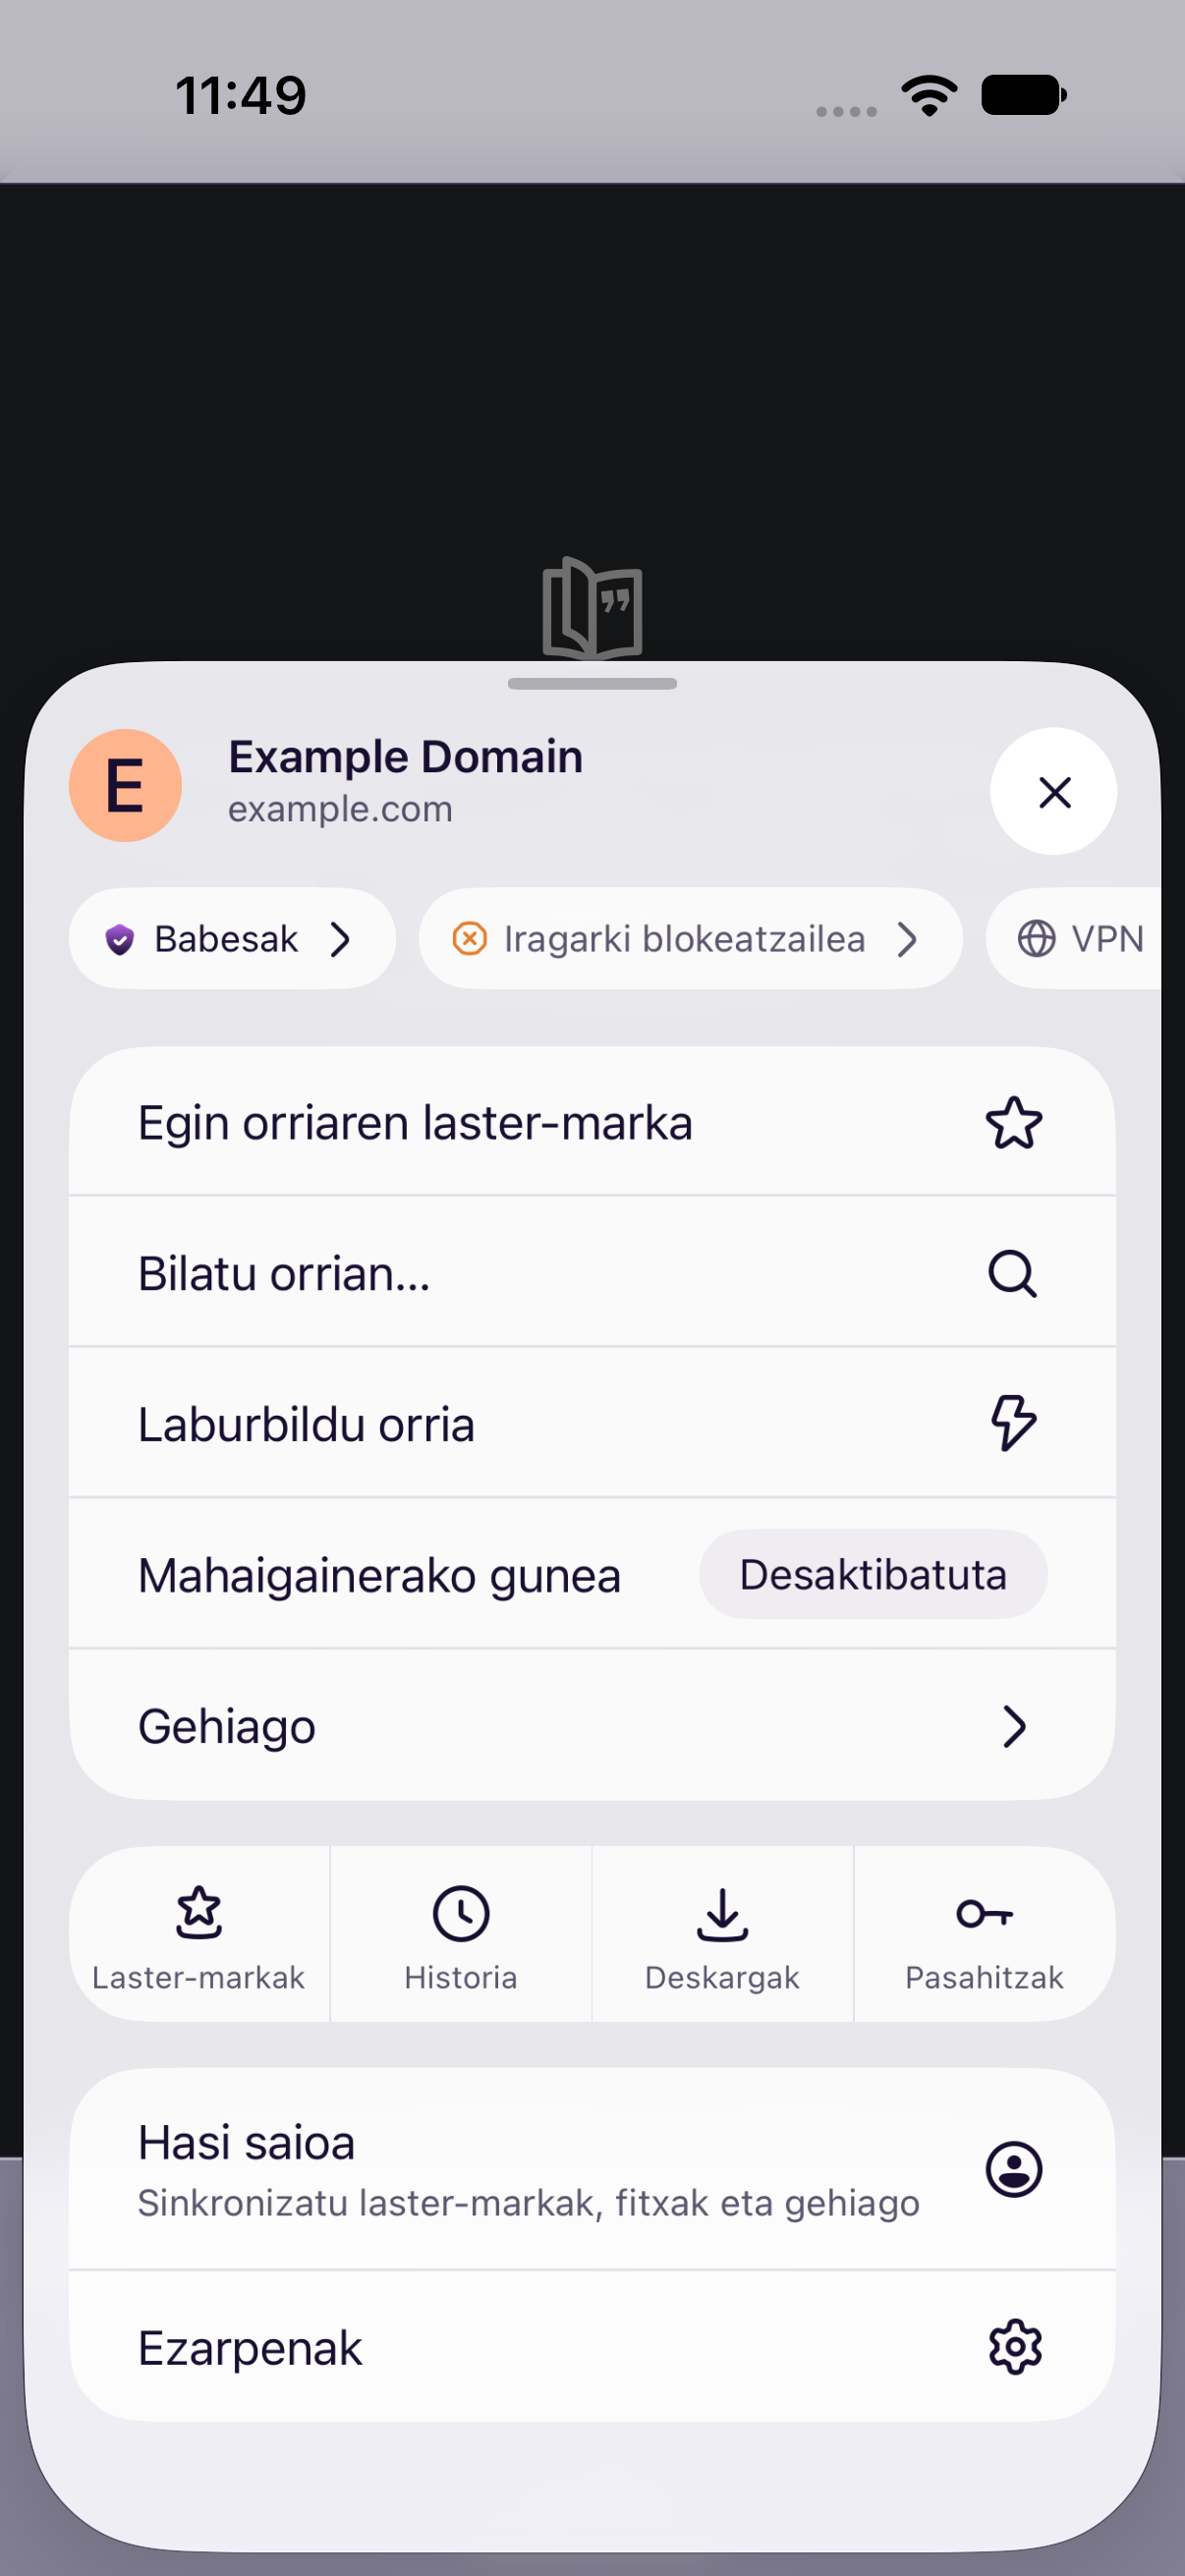 11:49
E
Example Domain
example.com
Babesak
Iragarki blokeatzailea
VPN
Egin orriaren laster-marka
Bilatu orrian...
Laburbildu orria
Mahaigainerako gunea
Desaktibatuta
Gehiago
Laster-markak
Historia
Deskargak
Pasahitzak
Hasi saioa
Sinkronizatu laster-markak, fitxak eta gehiago
Ezarpenak